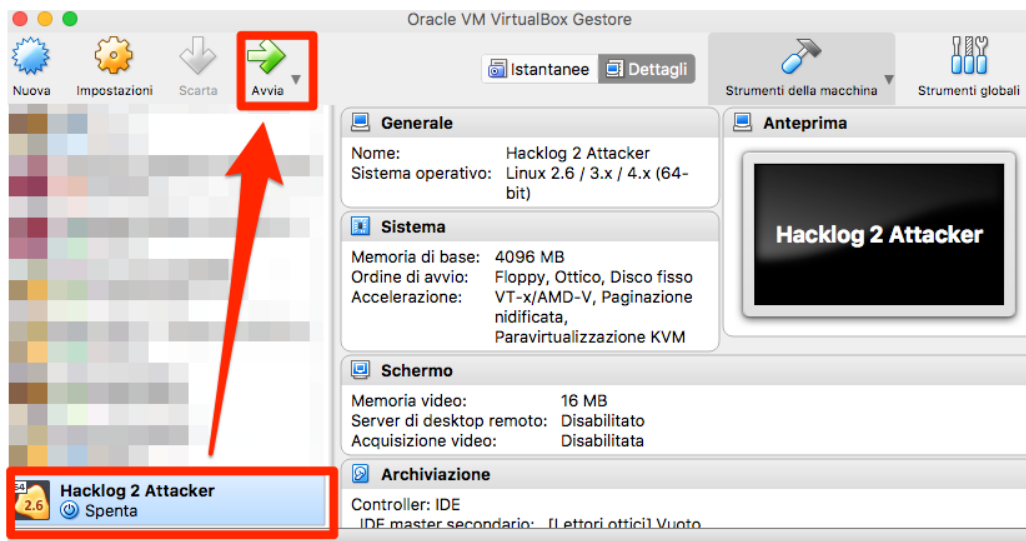 Oracle VM VirtualBox Gestore
Nuova Impostazioni Scarta Avvia Istantanee Dettagli Strumenti della macchina Strumenti globali
Generale
Nome: Hacklog 2 Attacker
Sistema operativo: Linux 2.6 / 3.x / 4.x (64-
bit)
Sistema
Memoria di base: 4096 MB
Ordine di avvio: Floppy, Ottico, Disco fisso
Accelerazione: VT-x/AMD-V, Paginazione
nidificata,
Paravirtualizzazione KVM
Anteprima
Hacklog 2 Attacker
Schermo
Memoria video: 16 MB
Server di desktop remoto: Disabilitato
Acquisizione video: Disabilitata
Archiviazione
Controller: IDE
IDE master secondario: [Lettori ottici] Vuoto
64
2.6
Hacklog 2 Attacker
Spenta